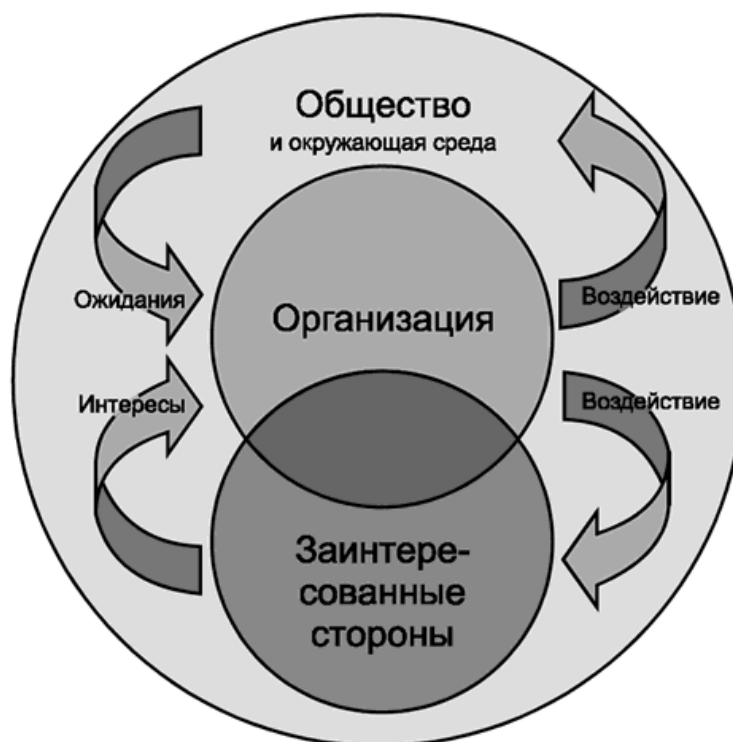 Общество
и окружающая среда
Ожидания
Воздействие
Организация
Интересы
Воздействие
Заинтере-
сованные
стороны